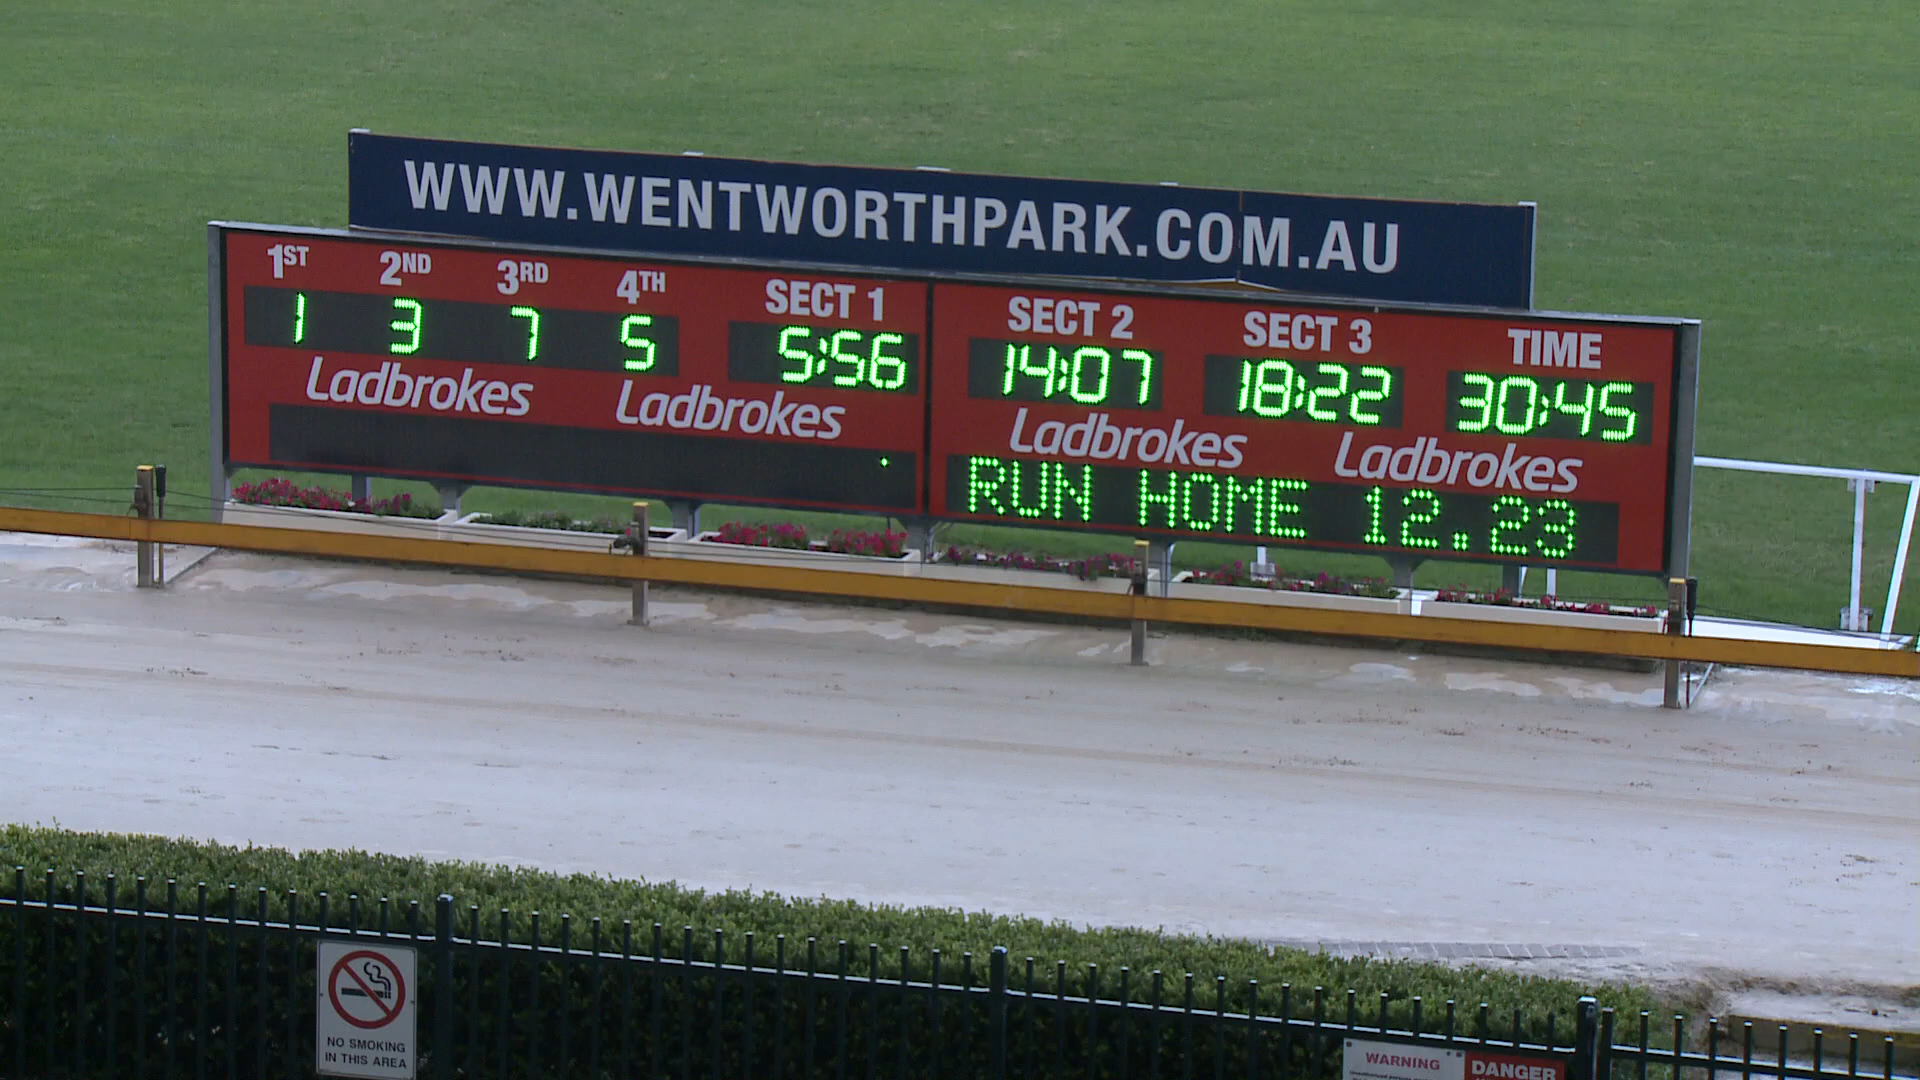 WWW.WENTWORTHPARK.COM.AU
1ST 2ND 3RD 4TH SECT 1 SECT 2 SECT 3 TIME
1 3 7 5 5:56 14:07 18:22 30:45
Ladbrokes Ladbrokes Ladbrokes Ladbrokes
RUN HOME 12.23
NO SMOKING
IN THIS AREA
WARNING
DANGER